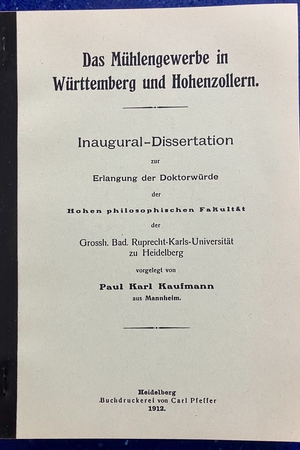 Das Mühlengewerbe in
Württemberg und Hohenzollern.
Inaugural-Dissertation
zur
Erlangung der Doktorwürde
der
Hohen philosophischen Fakultät
der
Grossh. Bad. Ruprecht-Karls-Universität
zu Heidelberg
vorgelegt von
Paul Karl Kaufmann
aus Mannheim.
Heidelberg
Buchdruckerei von Carl Pfeffer
1912.